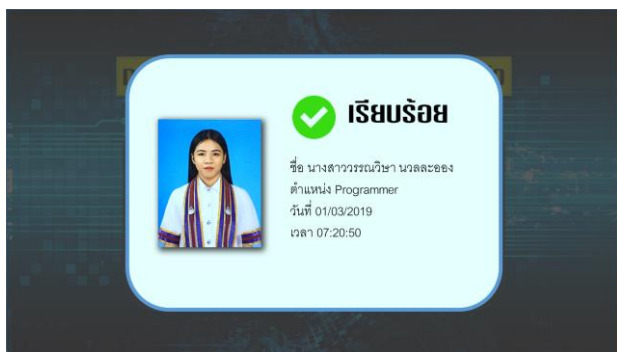 เรียบร้อย
ชื่อ นางสาววรรณวิษา นวลละออง
ตำแหน่ง Programmer
วันที่ 01/03/2019
เวลา 07:20:50